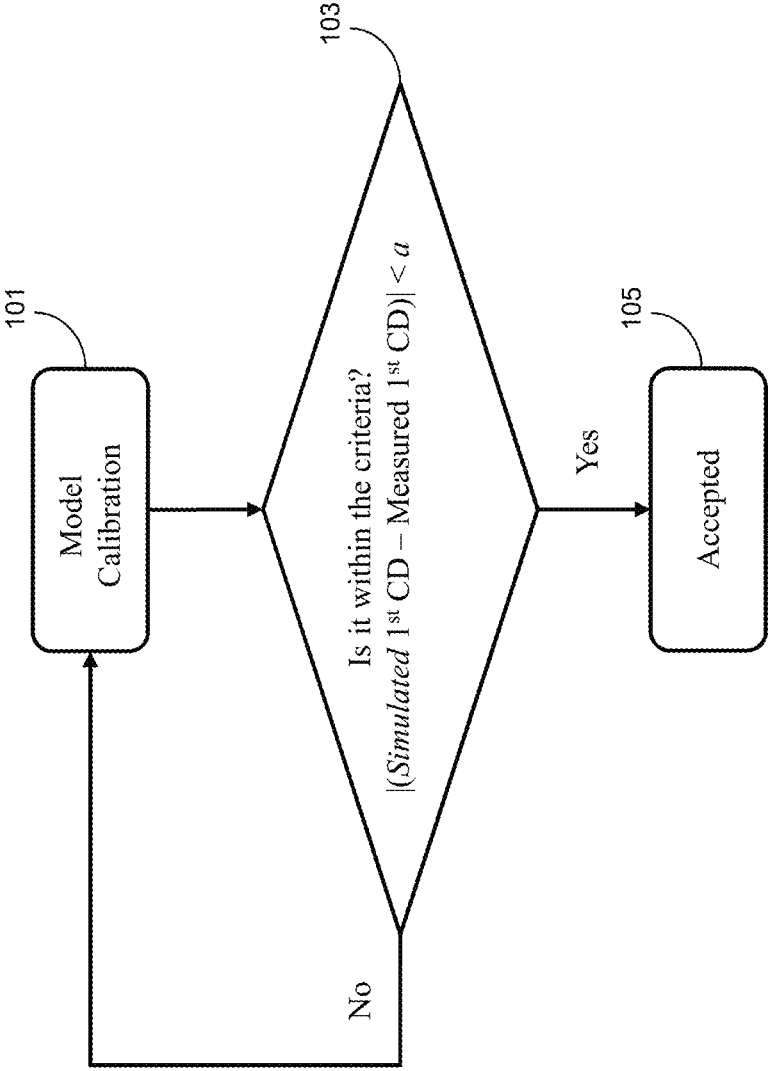 101
Model
Calibration
103
Is it within the criteria?
|(Simulated 1st CD – Measured 1st CD)| < a
No
Yes
105
Accepted